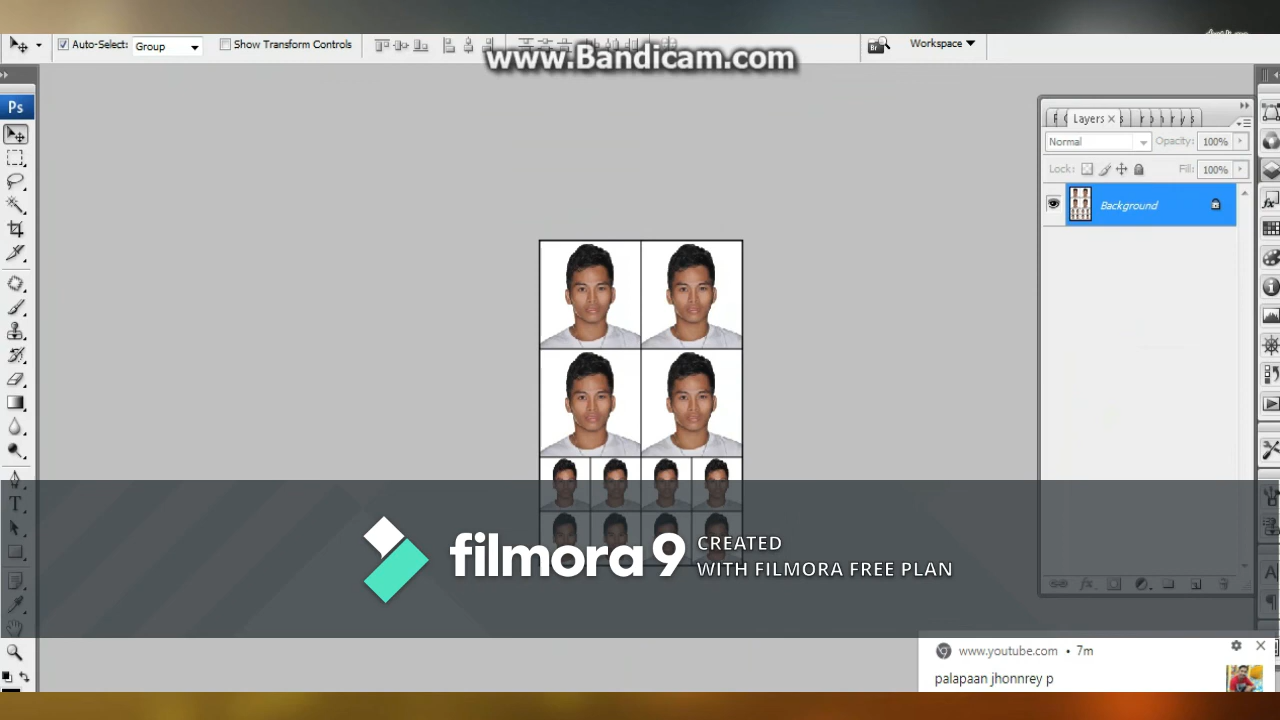 Auto-Select: Group Show Transform Controls
Workspace
www.Bandicam.com
Ps
Layers
Normal Opacity: 100%
Lock: Fill: 100%
Background
filmora9 CREATED
WITH FILMORA FREE PLAN
www.youtube.com • 7m
palapaan jhonnrey p